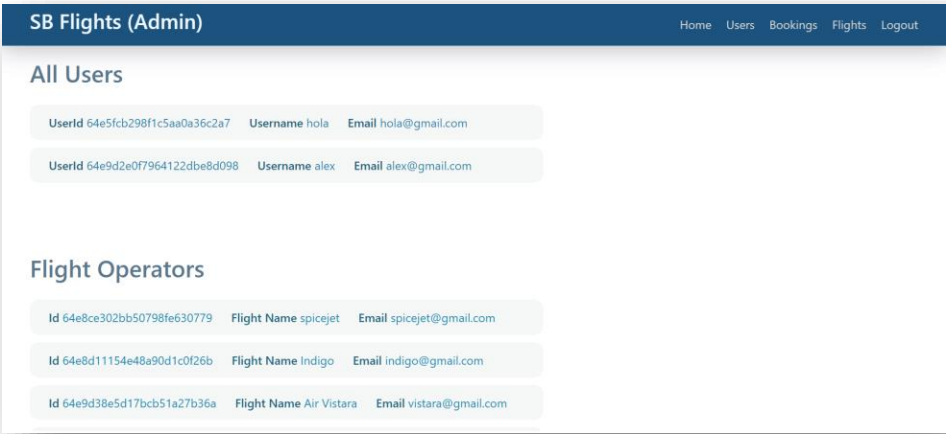 SB Flights (Admin)
Home Users Bookings Flights Logout
All Users
UserId 64e5fcb298f1c5aa0a36c2a7 Username hola Email hola@gmail.com
UserId 64e9d2e0f7964122dbe8d098 Username alex Email alex@gmail.com
Flight Operators
Id 64e8ce302bb50798fe630779 Flight Name spicejet Email spicejet@gmail.com
Id 64e8d11154e48a90d1c0f26b Flight Name Indigo Email indigo@gmail.com
Id 64e9d38e5d17bcb51a27b36a Flight Name Air Vistara Email vistara@gmail.com